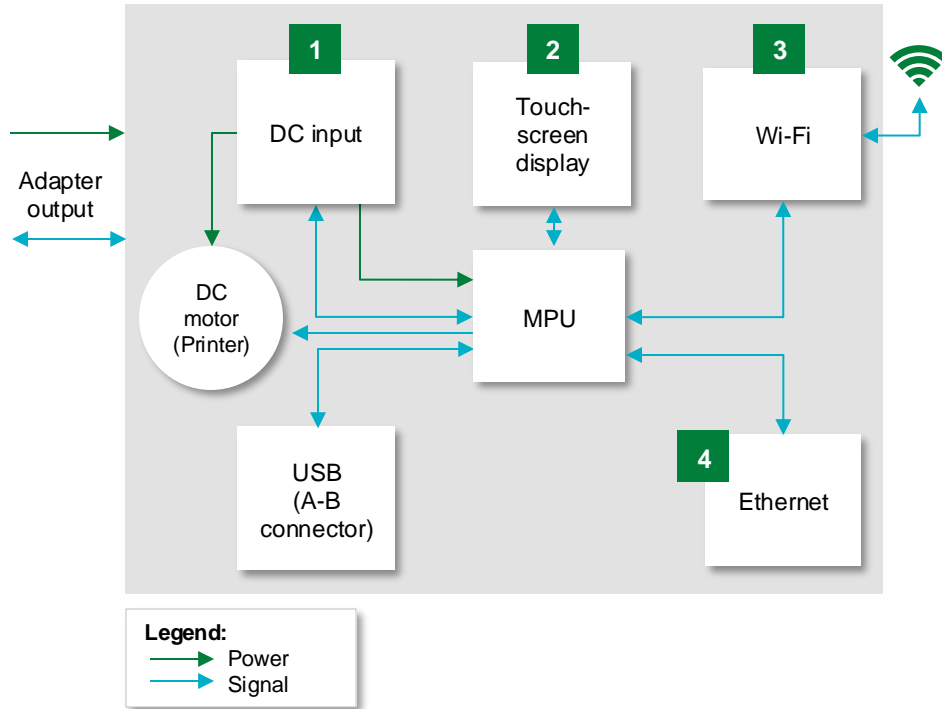 1
DC input
2
Touch-
screen
display
3
Wi-Fi
Adapter
output
DC
motor
(Printer)
MPU
USB
(A-B
connector)
4
Ethernet
Legend:
Power
Signal